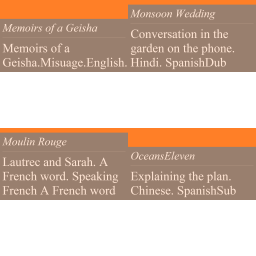 Memoirs of a Geisha
Memoirs of a
Geisha.Misuage.English.
Monsoon Wedding
Conversation in the
garden on the phone.
Hindi. SpanishDub
Moulin Rouge
Lautrec and Sarah. A
French word. Speaking
French A French word
OceansEleven
Explaining the plan.
Chinese. SpanishSub